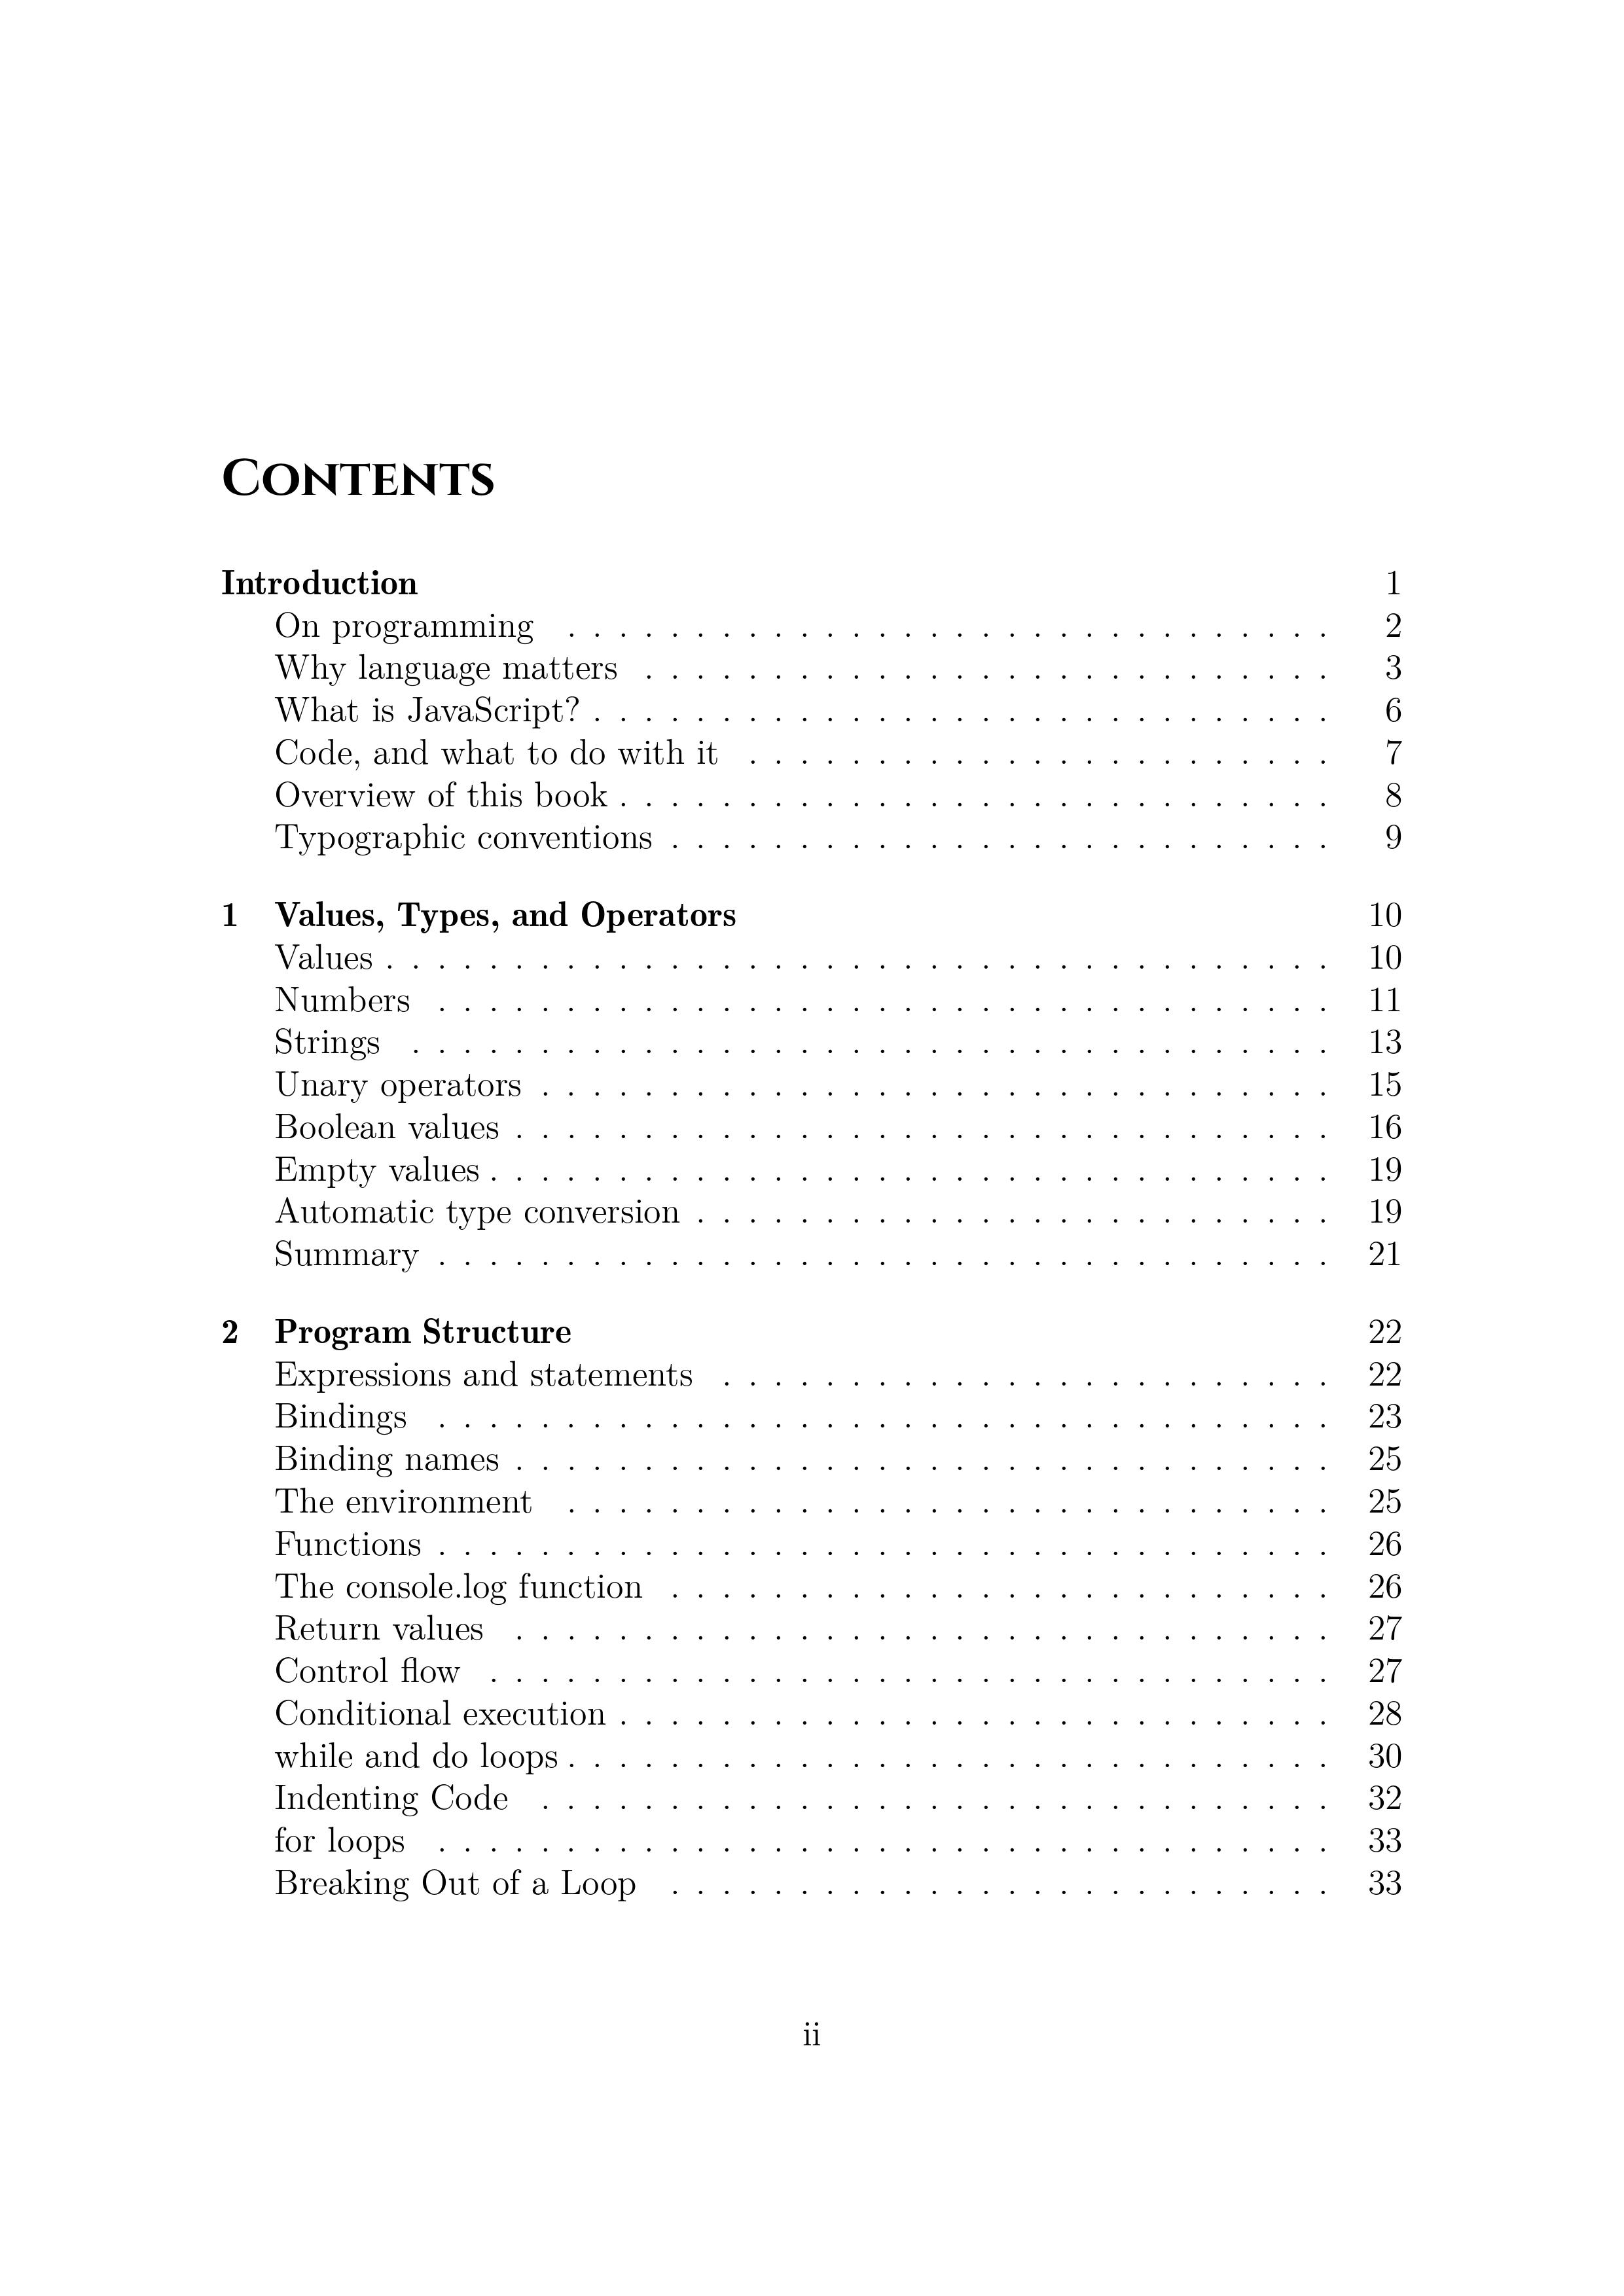 Contents
Introduction 1
On programming . . . . . . . . . . . . . . . . . . . . . . . . . . . . . . 2
Why language matters . . . . . . . . . . . . . . . . . . . . . . . . . . . 3
What is JavaScript? . . . . . . . . . . . . . . . . . . . . . . . . . . . . . 6
Code, and what to do with it . . . . . . . . . . . . . . . . . . . . . . . 7
Overview of this book . . . . . . . . . . . . . . . . . . . . . . . . . . . . 8
Typographic conventions . . . . . . . . . . . . . . . . . . . . . . . . . . 9
1 Values, Types, and Operators 10
Values . . . . . . . . . . . . . . . . . . . . . . . . . . . . . . . . . . . . . 10
Numbers . . . . . . . . . . . . . . . . . . . . . . . . . . . . . . . . . . . 11
Strings . . . . . . . . . . . . . . . . . . . . . . . . . . . . . . . . . . . . 13
Unary operators . . . . . . . . . . . . . . . . . . . . . . . . . . . . . . . 15
Boolean values . . . . . . . . . . . . . . . . . . . . . . . . . . . . . . . . 16
Empty values . . . . . . . . . . . . . . . . . . . . . . . . . . . . . . . . . 19
Automatic type conversion . . . . . . . . . . . . . . . . . . . . . . . . . 19
Summary . . . . . . . . . . . . . . . . . . . . . . . . . . . . . . . . . . . 21
2 Program Structure 22
Expressions and statements . . . . . . . . . . . . . . . . . . . . . . . . 22
Bindings . . . . . . . . . . . . . . . . . . . . . . . . . . . . . . . . . . . 23
Binding names . . . . . . . . . . . . . . . . . . . . . . . . . . . . . . . . 25
The environment . . . . . . . . . . . . . . . . . . . . . . . . . . . . . . 25
Functions . . . . . . . . . . . . . . . . . . . . . . . . . . . . . . . . . . . 26
The console.log function . . . . . . . . . . . . . . . . . . . . . . . . . . 26
Return values . . . . . . . . . . . . . . . . . . . . . . . . . . . . . . . . 27
Control flow . . . . . . . . . . . . . . . . . . . . . . . . . . . . . . . . . 27
Conditional execution . . . . . . . . . . . . . . . . . . . . . . . . . . . . 28
while and do loops . . . . . . . . . . . . . . . . . . . . . . . . . . . . . . 30
Indenting Code . . . . . . . . . . . . . . . . . . . . . . . . . . . . . . . 32
for loops . . . . . . . . . . . . . . . . . . . . . . . . . . . . . . . . . . . 33
Breaking Out of a Loop . . . . . . . . . . . . . . . . . . . . . . . . . . 33
ii